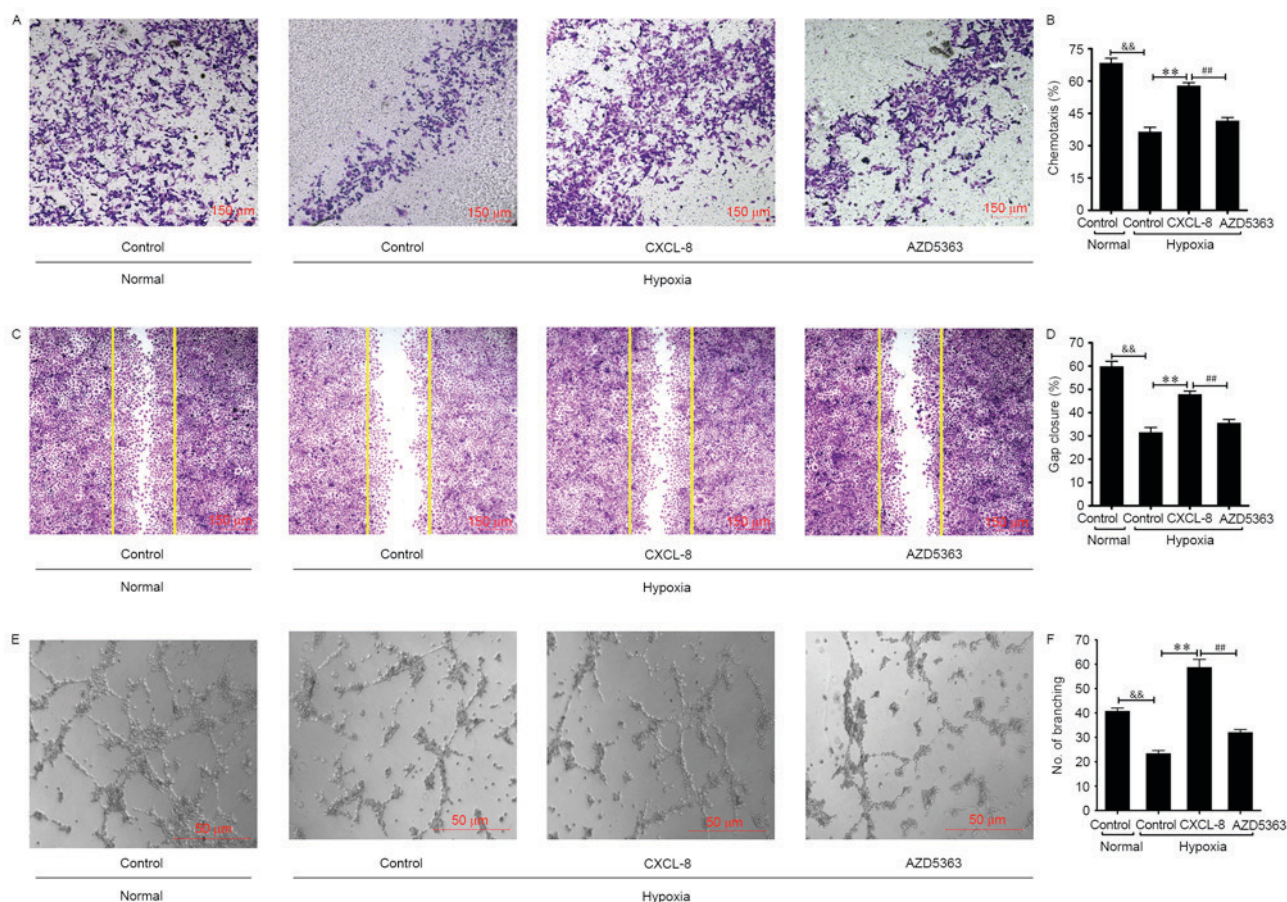 A
150 µm
150 µm
150 µm
150 µm
Control
Control
CXCL-8
AZD5363
Normal
Hypoxia
B
75
60
45
30
15
0
Chemotaxis (%)
&&
**
##
Control
Control
CXCL-8
AZD5363
Normal
Hypoxia
C
150 µm
150 µm
150 µm
150 µm
Control
Control
CXCL-8
AZD5363
Normal
Hypoxia
D
70
60
50
40
30
20
10
0
Gap closure (%)
&&
**
##
Control
Control
CXCL-8
AZD5363
Normal
Hypoxia
E
50 µm
50 µm
50 µm
50 µm
Control
Control
CXCL-8
AZD5363
Normal
Hypoxia
F
70
60
50
40
30
20
10
0
No. of branching
&&
**
##
Control
Control
CXCL-8
AZD5363
Normal
Hypoxia